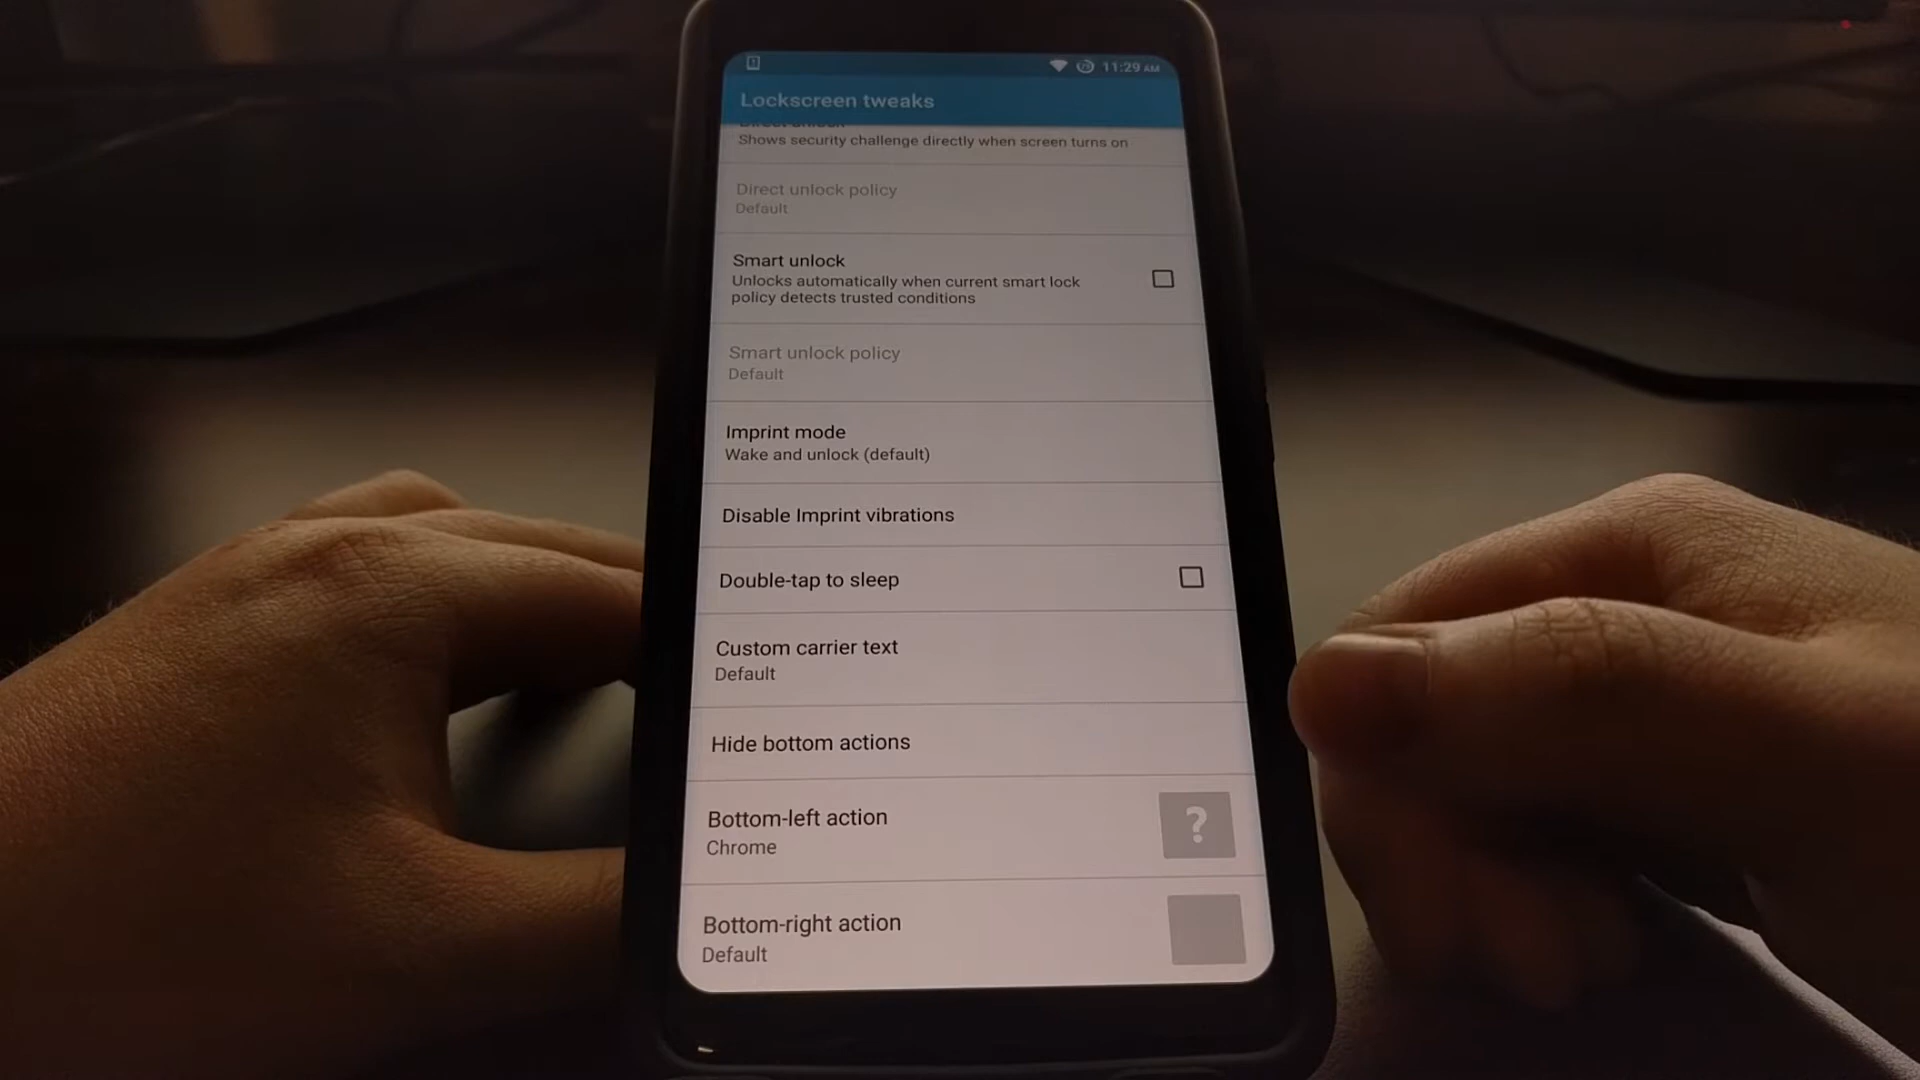 11:29 AM
Lockscreen tweaks
Direct unlock
Shows security challenge directly when screen turns on
Direct unlock policy
Default
Smart unlock
Unlocks automatically when current smart lock
policy detects trusted conditions
Smart unlock policy
Default
Imprint mode
Wake and unlock (default)
Disable Imprint vibrations
Double-tap to sleep
Custom carrier text
Default
Hide bottom actions
Bottom-left action
?
Chrome
Bottom-right action
Default